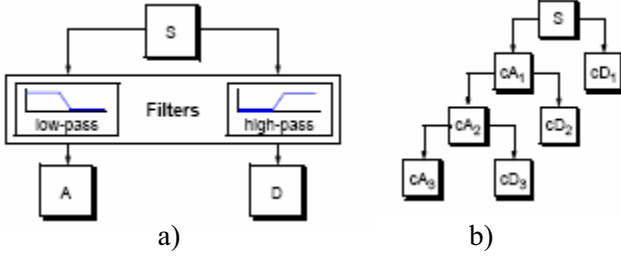 S
Filters
low-pass
high-pass
A
D
a)
S
cA₁
cD₁
cA₂
cD₂
cA₃
cD₃
b)